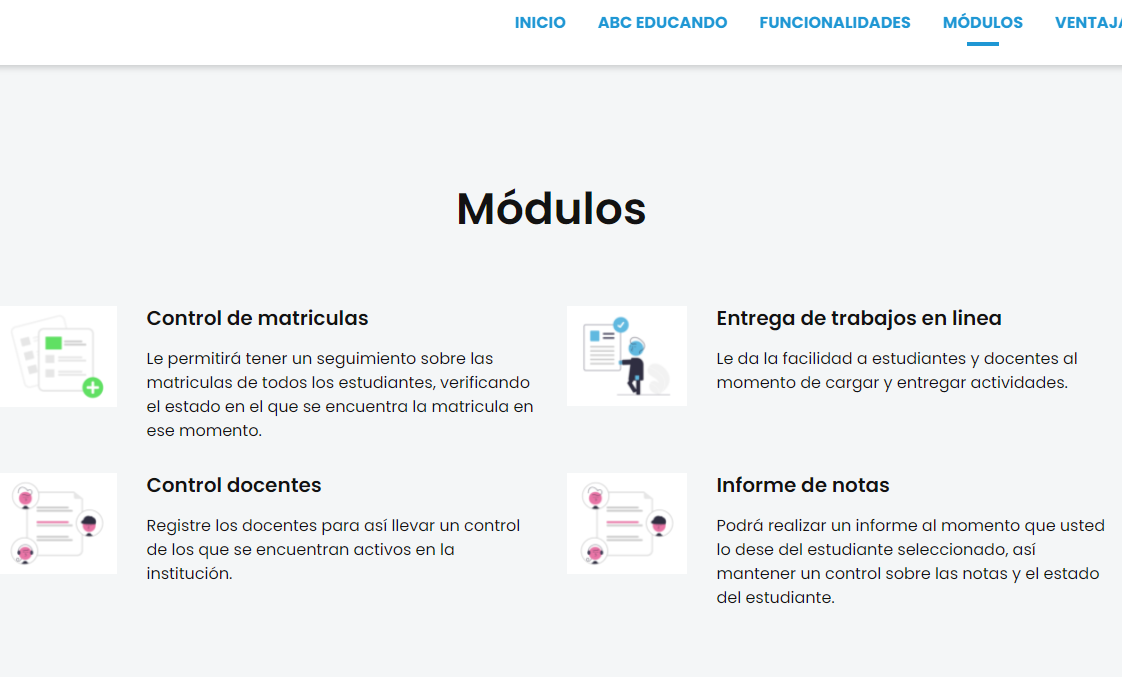 INICIO ABC EDUCANDO FUNCIONALIDADES MÓDULOS VENTAJA
Módulos
Control de matriculas
Le permitirá tener un seguimiento sobre las
matriculas de todos los estudiantes, verificando
el estado en el que se encuentra la matricula en
ese momento.
Entrega de trabajos en linea
Le da la facilidad a estudiantes y docentes al
momento de cargar y entregar actividades.
Control docentes
Registre los docentes para así llevar un control
de los que se encuentran activos en la
institución.
Informe de notas
Podrá realizar un informe al momento que usted
lo dese del estudiante seleccionado, así
mantener un control sobre las notas y el estado
del estudiante.